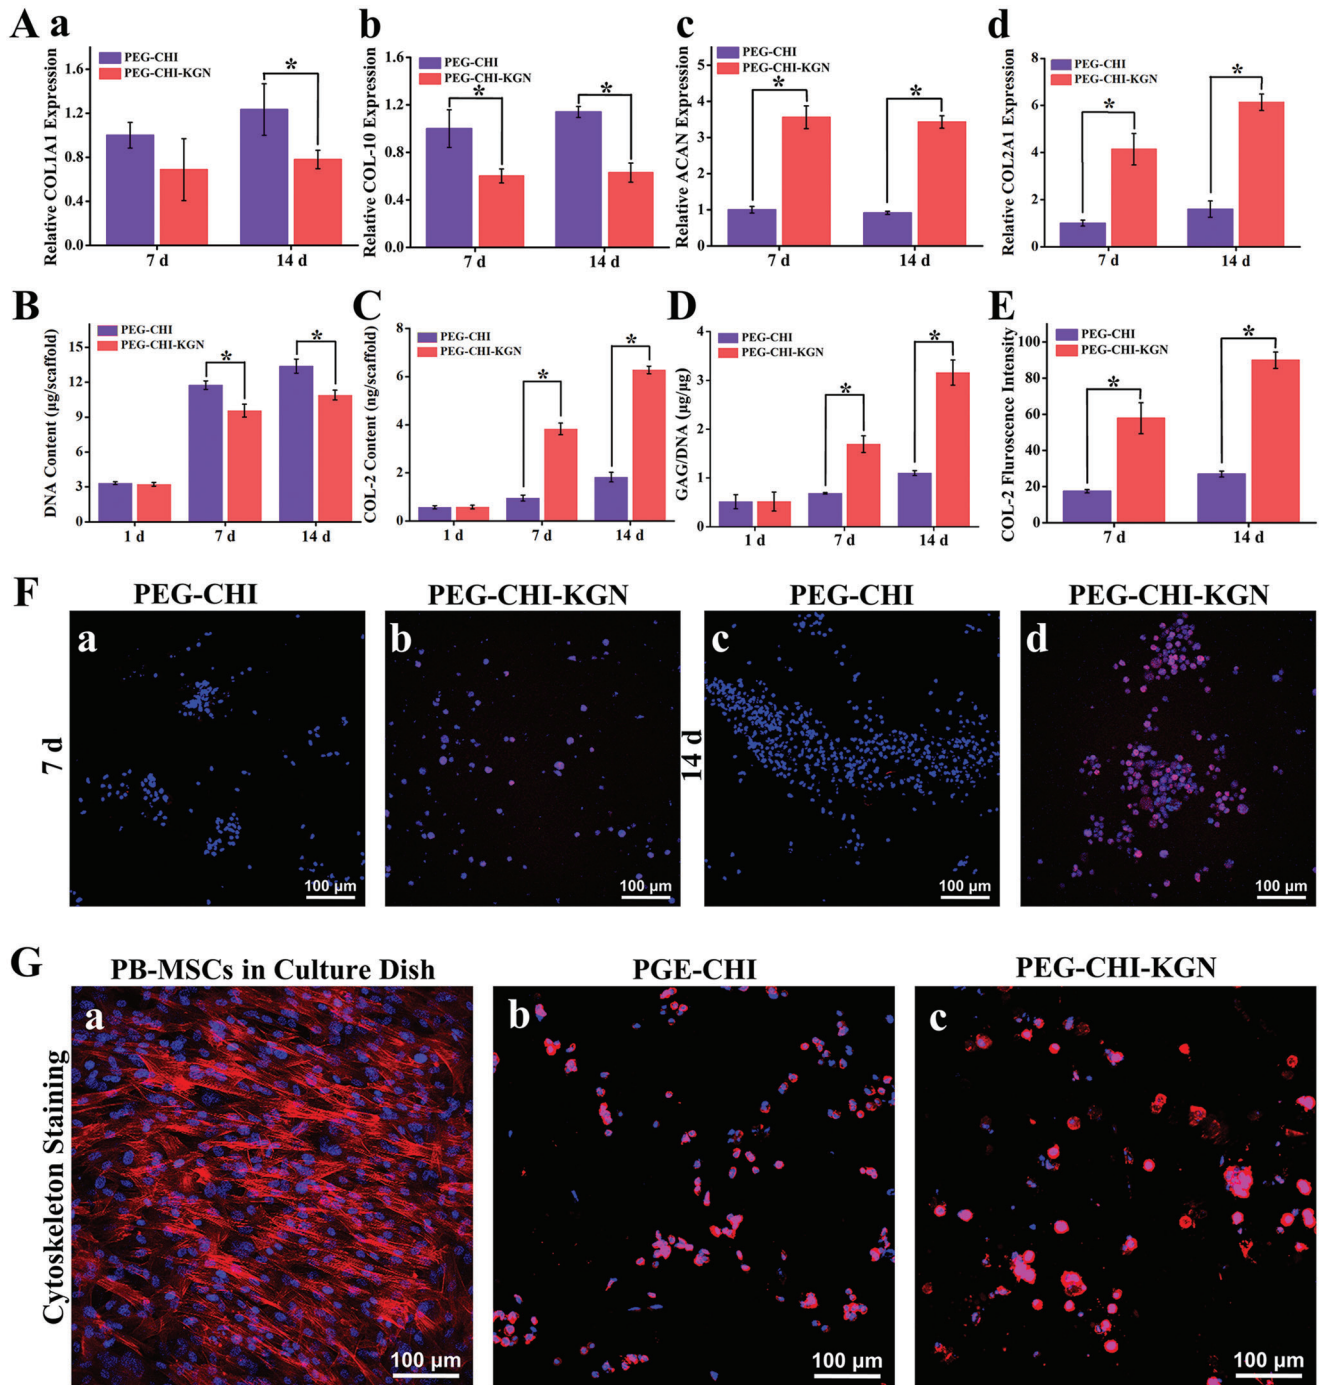 A a b c d
PEG-CHI
PEG-CHI-KGN
Relative COL1A1 Expression
1.6
1.2
0.8
0.4
0.0
*
7 d 14 d
PEG-CHI
PEG-CHI-KGN
Relative COL-10 Expression
1.6
1.2
0.8
0.4
0.0
* *
7 d 14 d
PEG-CHI
PEG-CHI-KGN
Relative ACAN Expression
5
4
3
2
1
0
* *
7 d 14 d
PEG-CHI
PEG-CHI-KGN
Relative COL2A1 Expression
8
6
4
2
0
* *
7 d 14 d
B
PEG-CHI
PEG-CHI-KGN
DNA Content (µg/scaffold)
15
12
9
6
3
0
* *
1 d 7 d 14 d
C
PEG-CHI
PEG-CHI-KGN
COL-2 Content (ng/scaffold)
8
6
4
2
0
* *
1 d 7 d 14 d
D
PEG-CHI
PEG-CHI-KGN
GAG/DNA (µg/µg)
4
3
2
1
0
* *
1 d 7 d 14 d
E
PEG-CHI
PEG-CHI-KGN
COL-2 Fluroscence Intensity
100
80
60
40
20
0
* *
7 d 14 d
F
PEG-CHI PEG-CHI-KGN PEG-CHI PEG-CHI-KGN
7 d
a
100 µm
b
100 µm
14 d
c
100 µm
d
100 µm
G
PB-MSCs in Culture Dish PGE-CHI PEG-CHI-KGN
Cytoskeleton Staining
a
100 µm
b
100 µm
c
100 µm